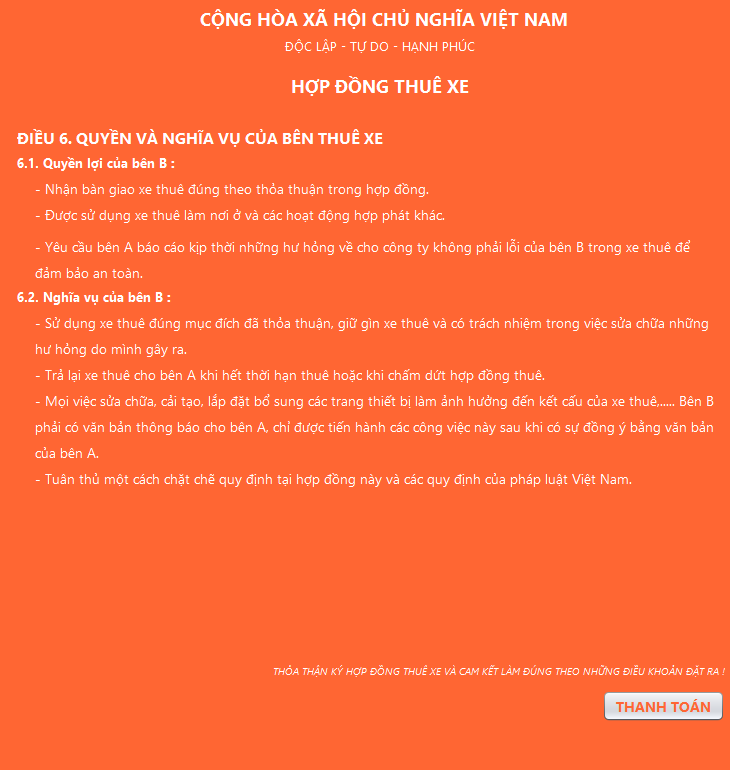 CỘNG HÒA XÃ HỘI CHỦ NGHĨA VIỆT NAM
ĐỘC LẬP - TỰ DO - HẠNH PHÚC
HỢP ĐỒNG THUÊ XE
ĐIỀU 6. QUYỀN VÀ NGHĨA VỤ CỦA BÊN THUÊ XE
6.1. Quyền lợi của bên B :
- Nhận bàn giao xe thuê đúng theo thỏa thuận trong hợp đồng.
- Được sử dụng xe thuê làm nơi ở và các hoạt động hợp phát khác.
- Yêu cầu bên A báo cáo kịp thời những hư hỏng về cho công ty không phải lỗi của bên B trong xe thuê để
đảm bảo an toàn.
6.2. Nghĩa vụ của bên B :
- Sử dụng xe thuê đúng mục đích đã thỏa thuận, giữ gìn xe thuê và có trách nhiệm trong việc sửa chữa những
hư hỏng do mình gây ra.
- Trả lại xe thuê cho bên A khi hết thời hạn thuê hoặc khi chấm dứt hợp đồng thuê.
- Mọi việc sửa chữa, cải tạo, lắp đặt bổ sung các trang thiết bị làm ảnh hưởng đến kết cấu của xe thuê,..... Bên B
phải có văn bản thông báo cho bên A, chỉ được tiến hành các công việc này sau khi có sự đồng ý bằng văn bản
của bên A.
- Tuân thủ một cách chặt chẽ quy định tại hợp đồng này và các quy định của pháp luật Việt Nam.
THỎA THẬN KÝ HỢP ĐỒNG THUÊ XE VÀ CAM KẾT LÀM ĐÚNG THEO NHỮNG ĐIỀU KHOẢN ĐẶT RA !
THANH TOÁN